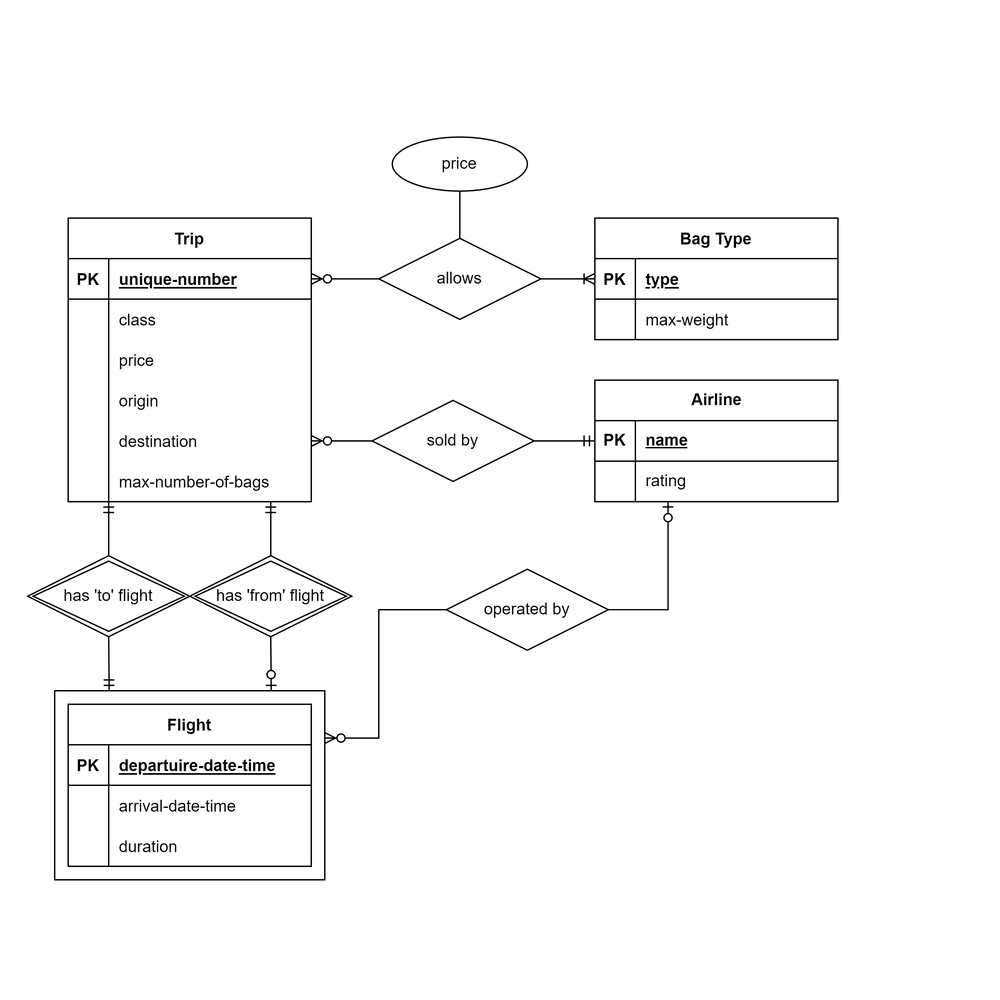 price
Trip
PK unique-number
class
price
origin
destination
max-number-of-bags
allows
Bag Type
PK type
max-weight
sold by
Airline
PK name
rating
has 'to' flight
has 'from' flight
operated by
Flight
PK departuire-date-time
arrival-date-time
duration